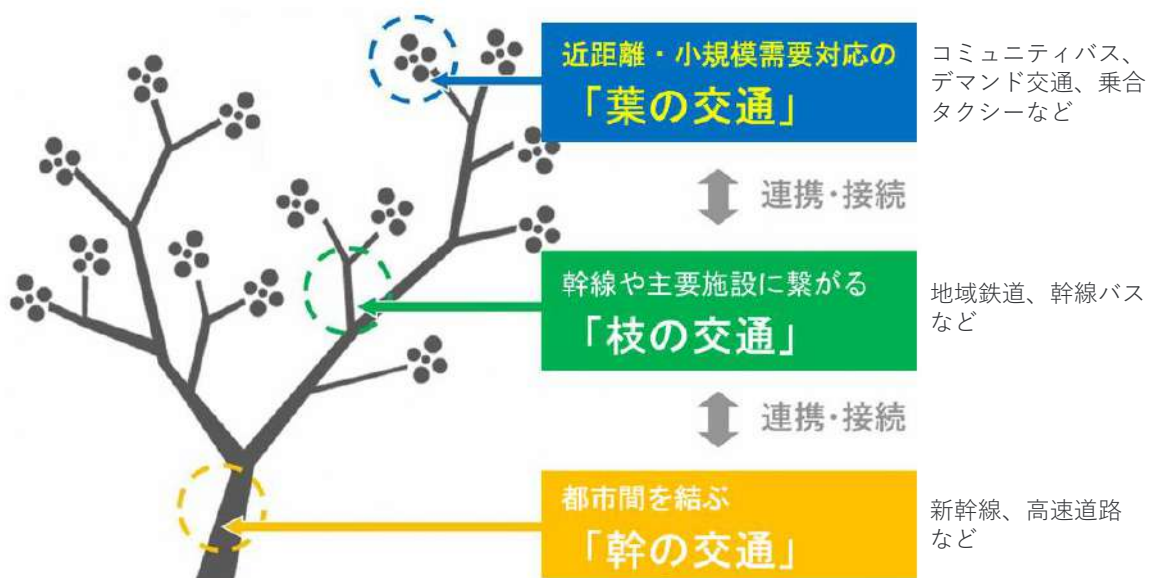 近距離・小規模需要対応の
「葉の交通」
コミュニティバス、
デマンド交通、乗合
タクシーなど
連携・接続
幹線や主要施設に繋がる
「枝の交通」
地域鉄道、幹線バス
など
連携・接続
都市間を結ぶ
「幹の交通」
新幹線、高速道路
など